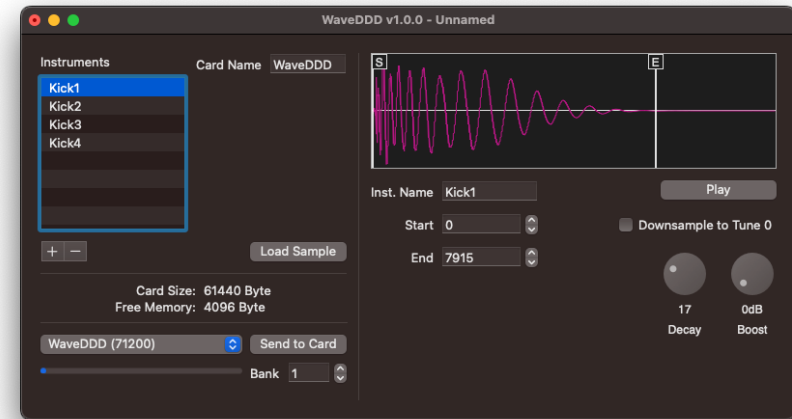 WaveDDD v1.0.0 - Unnamed
Instruments
Card Name WaveDDD
Kick1
Kick2
Kick3
Kick4
+ −
Load Sample
Card Size: 61440 Byte
Free Memory: 4096 Byte
WaveDDD (71200)
Send to Card
Bank 1
S
E
Inst. Name Kick1
Play
Start 0
Downsample to Tune 0
End 7915
17
0dB
Decay
Boost